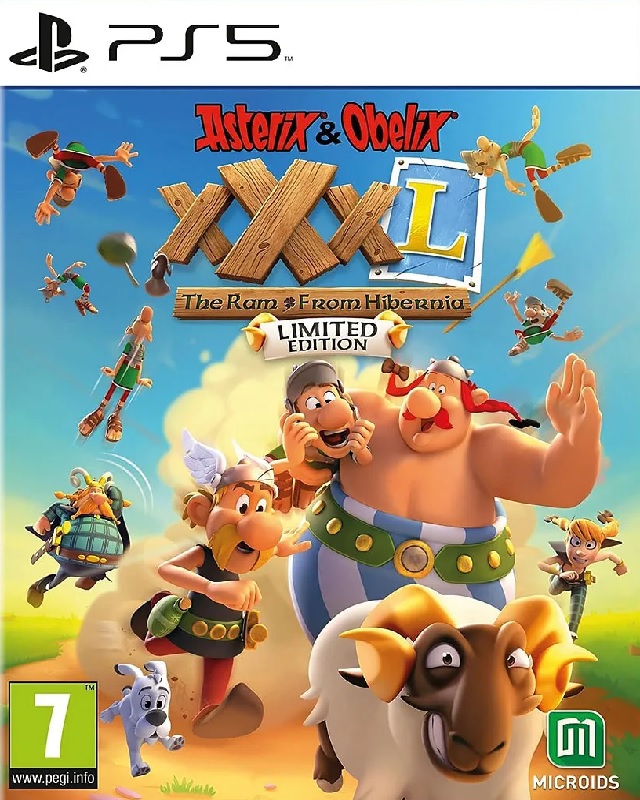 PS5
Asterix & Obelix
XXXL
The Ram From Hibernia
LIMITED
EDITION
7
www.pegi.info
MICROIDS